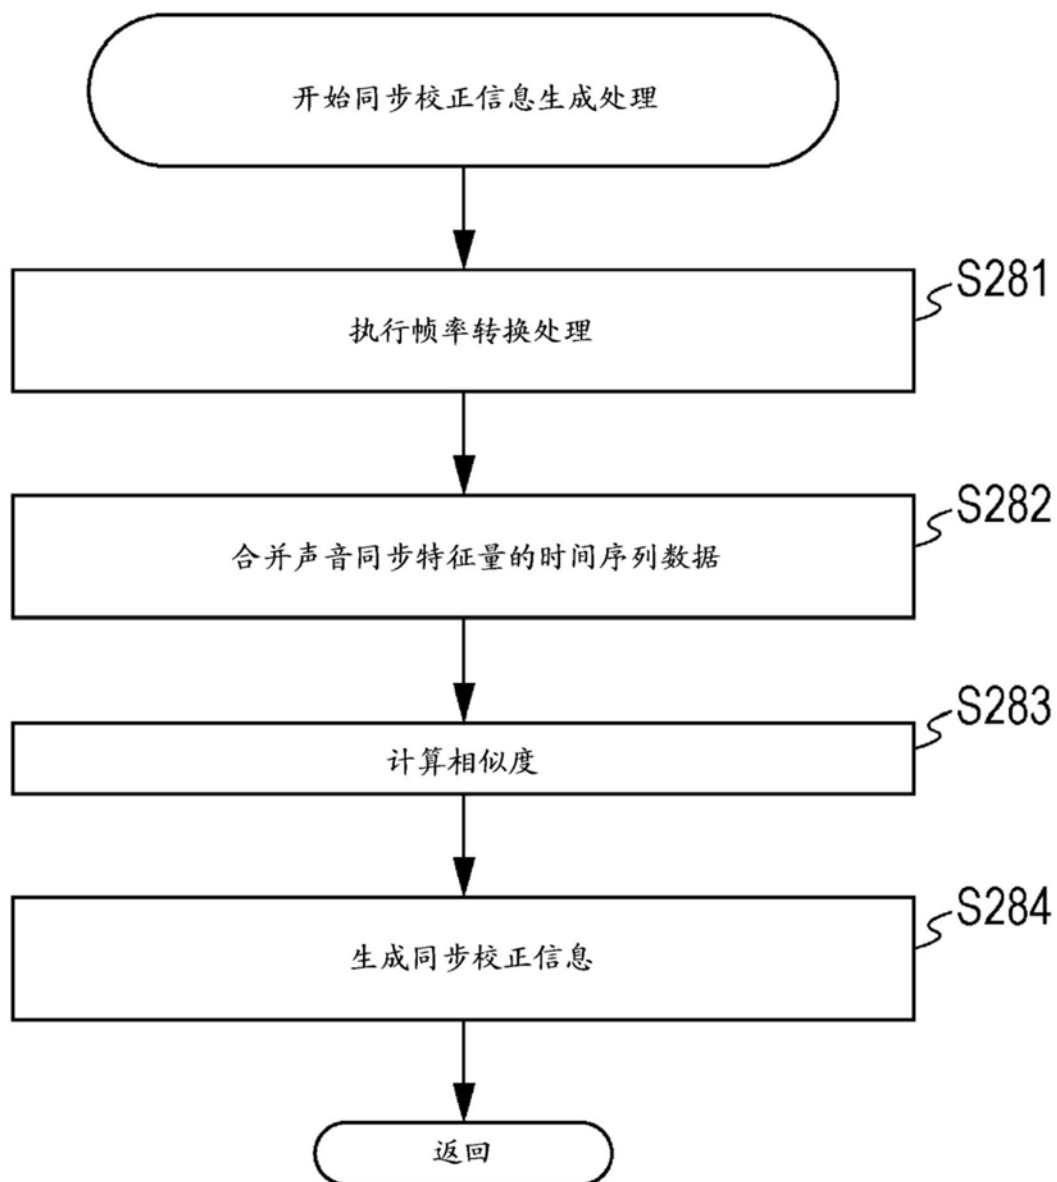 开始同步校正信息生成处理
S281
执行帧率转换处理
S282
合并声音同步特征量的时间序列数据
S283
计算相似度
S284
生成同步校正信息
返回